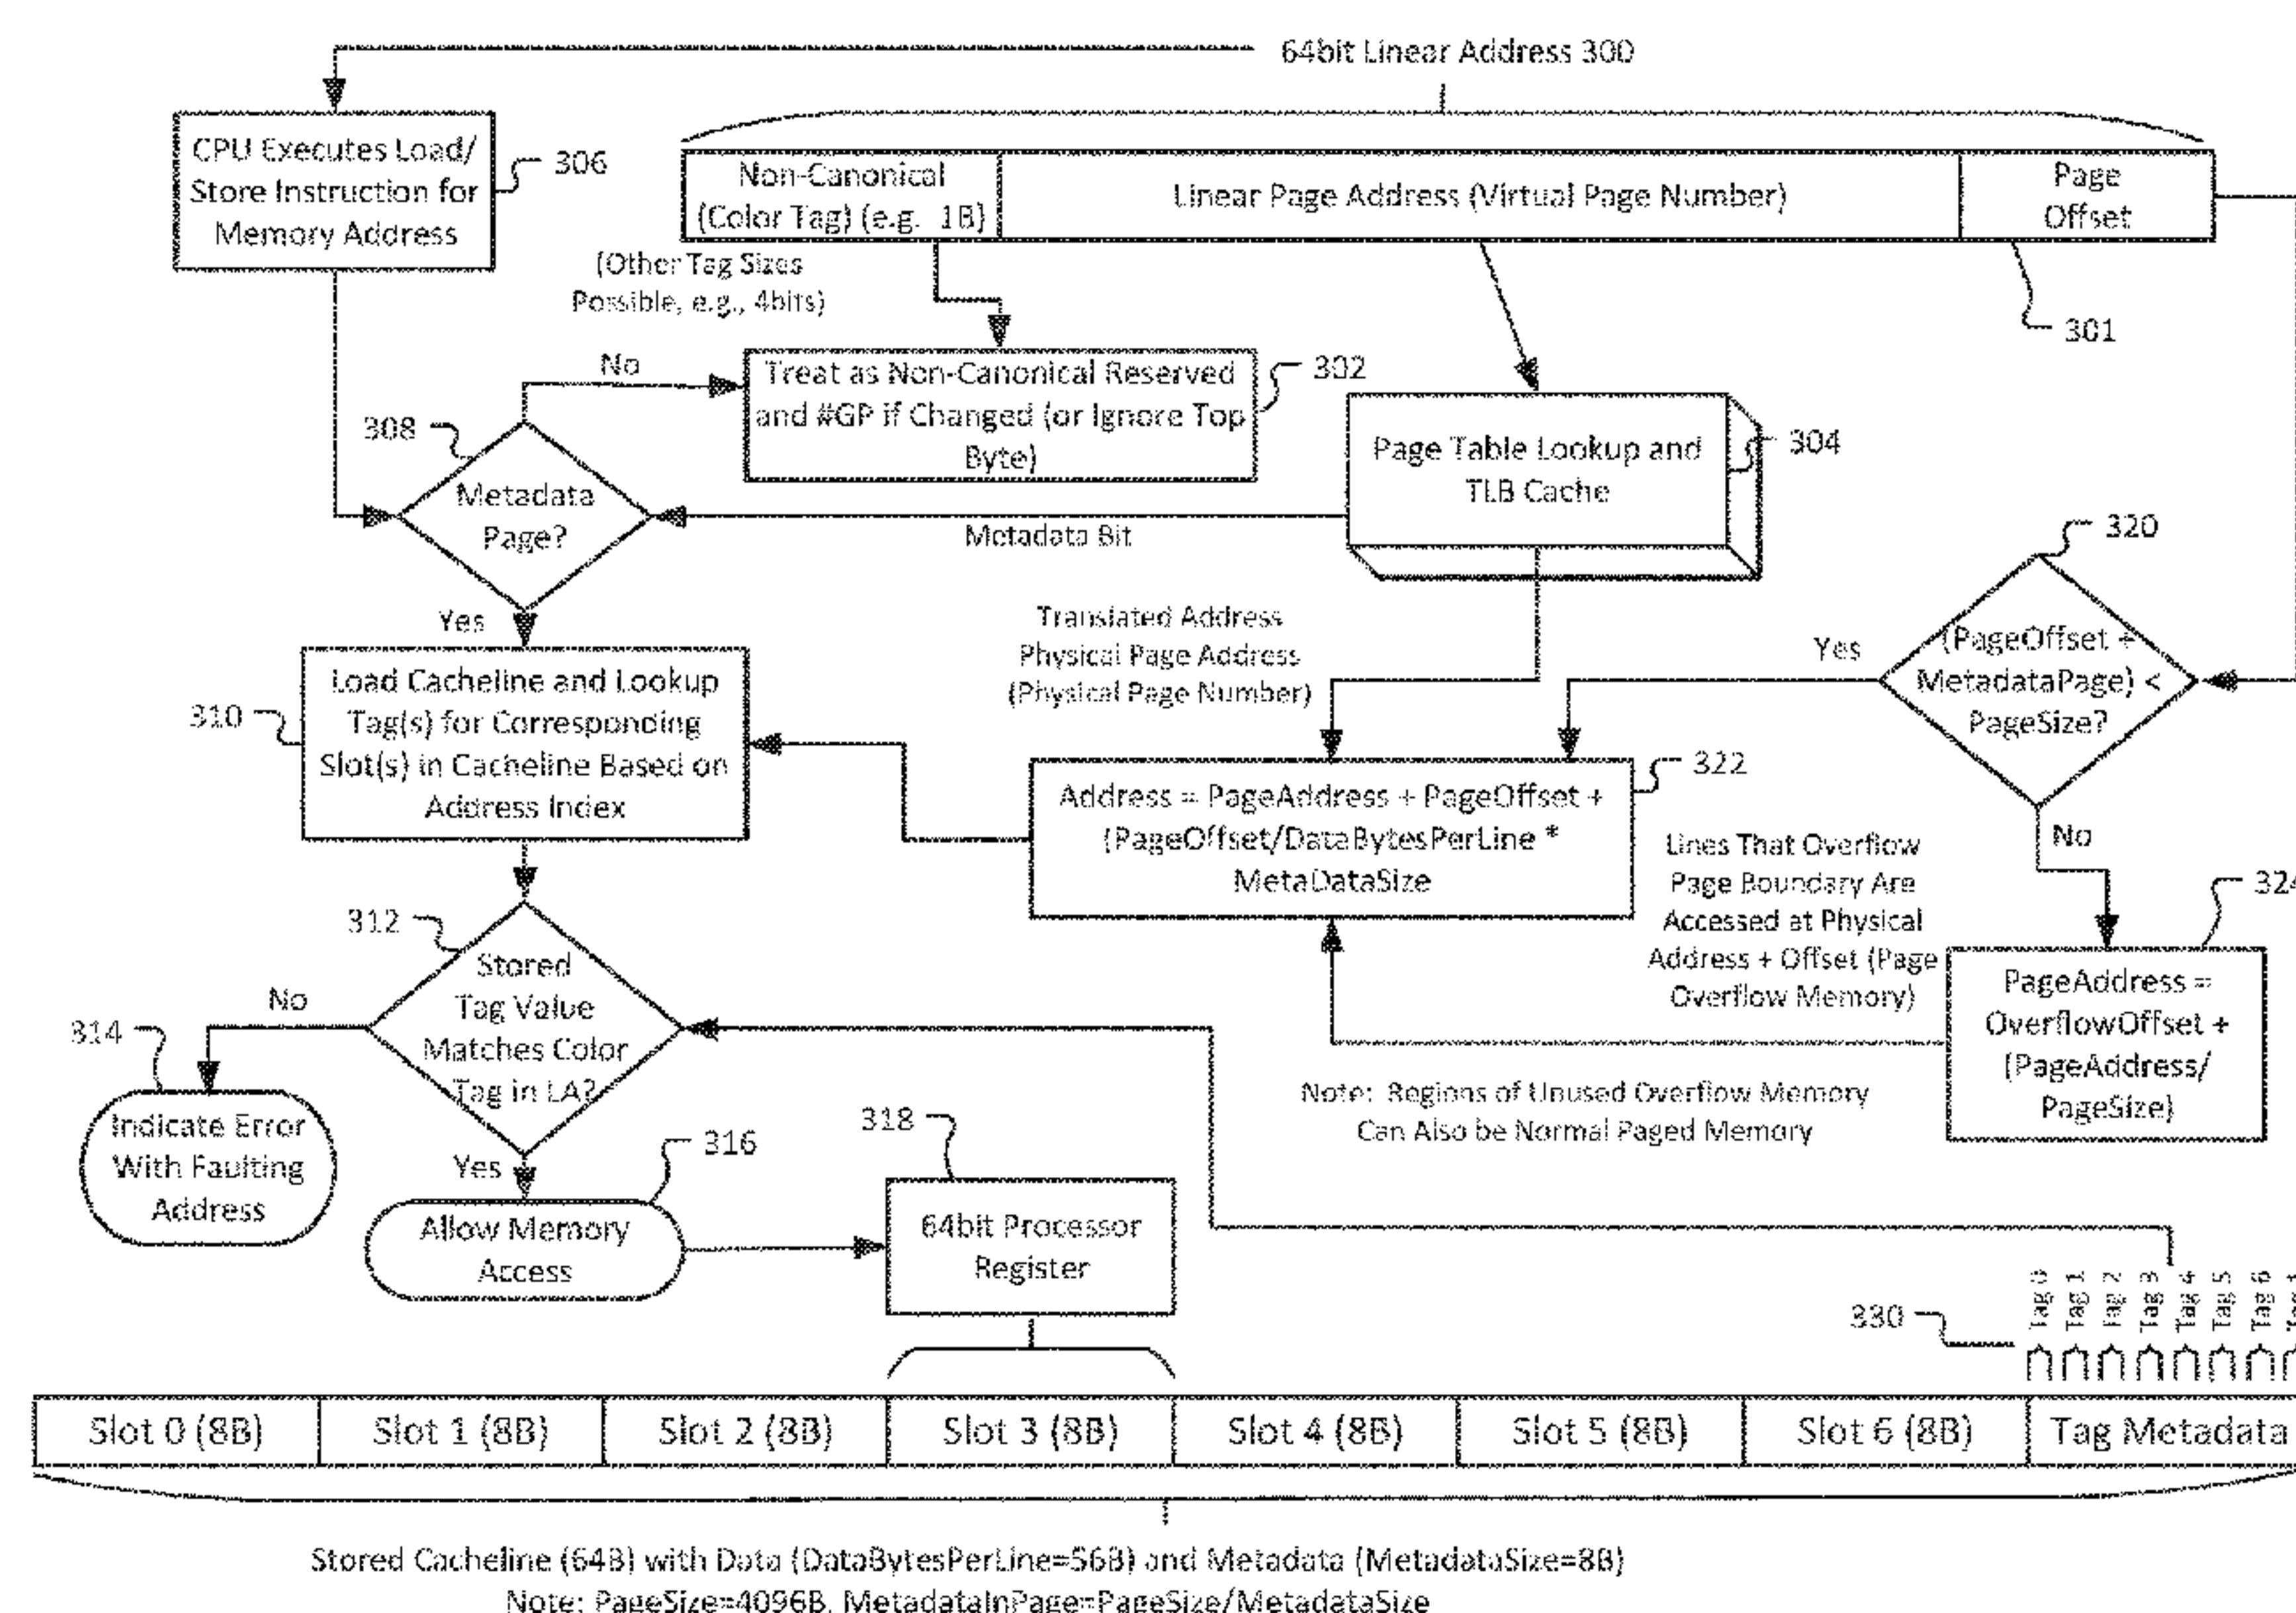 64bit Linear Address 300
CPU Executes Load/
Store Instruction for
Memory Address
306
Non-Canonical
(Color Tag) (e.g. 1B)
Linear Page Address (Virtual Page Number)
Page
Offset
(Other Tag Sizes
Possible, e.g., 4bits)
301
No
Treat as Non-Canonical Reserved
and #GP if Changed (or Ignore Top
Byte)
302
308
Metadata
Page?
Metadata Bit
Page Table Lookup and
TLB Cache
304
Yes
320
(PageOffset +
MetadataPage) <
PageSize?
Yes
No
Translated Address
Physical Page Address
(Physical Page Number)
310
Load Cacheline and Lookup
Tag(s) for Corresponding
Slot(s) in Cacheline Based on
Address Index
322
Address = PageAddress + PageOffset +
(PageOffset/DataBytesPerLine *
MetaDataSize
Lines That Overflow
Page Boundary Are
Accessed at Physical
Address + Offset (Page
Overflow Memory)
PageAddress =
OverflowOffset +
(PageAddress/
PageSize)
312
Stored
Tag Value
Matches Color
Tag in LA?
No
314
Indicate Error
With Faulting
Address
Yes
316
Allow Memory
Access
318
64bit Processor
Register
Note: Regions of Unused Overflow Memory
Can Also be Normal Paged Memory
330
Tag 0
Tag 1
Tag 2
Tag 3
Tag 4
Tag 5
Tag 6
Slot 0 (8B)
Slot 1 (8B)
Slot 2 (8B)
Slot 3 (8B)
Slot 4 (8B)
Slot 5 (8B)
Slot 6 (8B)
Tag Metadata
Stored Cacheline (64B) with Data (DataBytesPerLine=56B) and Metadata (MetadataSize=8B)
Note: PageSize=4096B, MetadataInPage=PageSize/MetadataSize